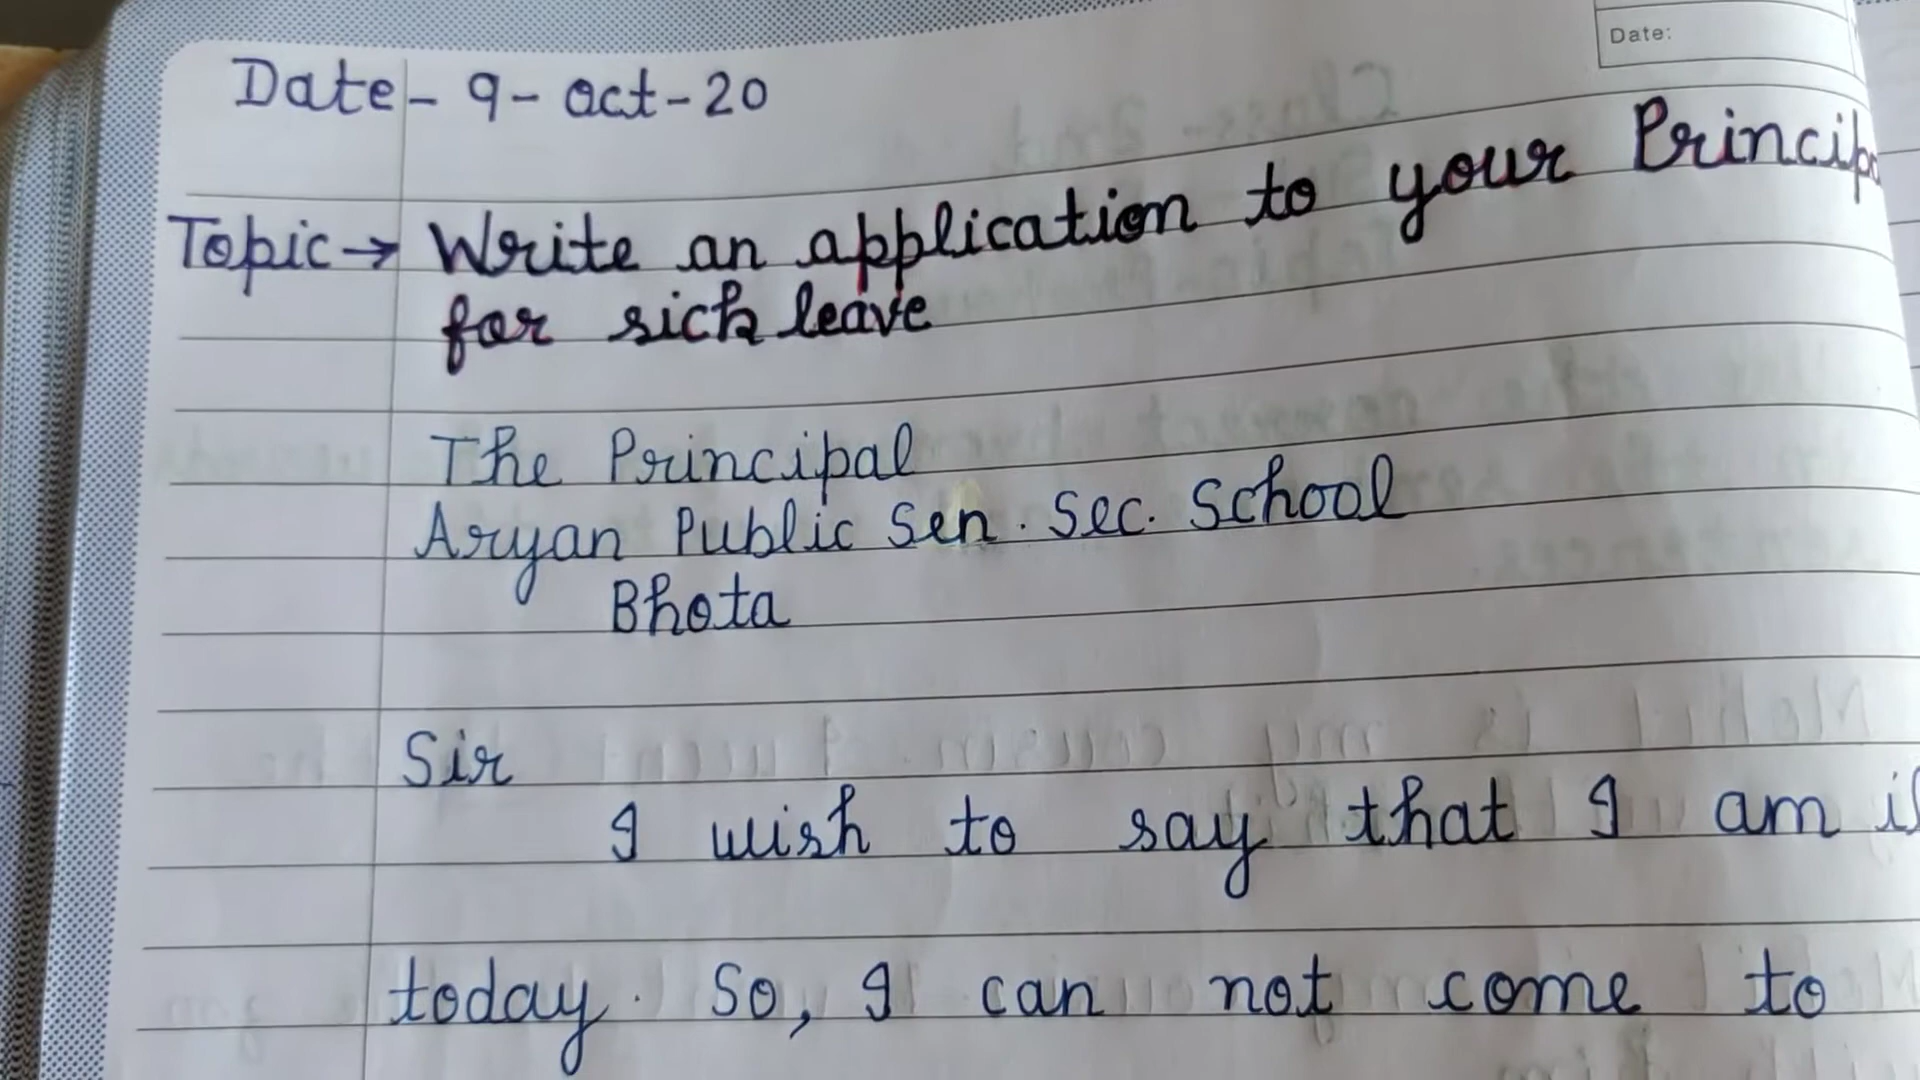 Date:
Date - 9 - Oct - 20
Topic → Write an application to your Princip
for sick leave
The Principal
Aryan Public Sen. Sec. School
Bhota
Sir
I wish to say that I am
today. So, I can not come to